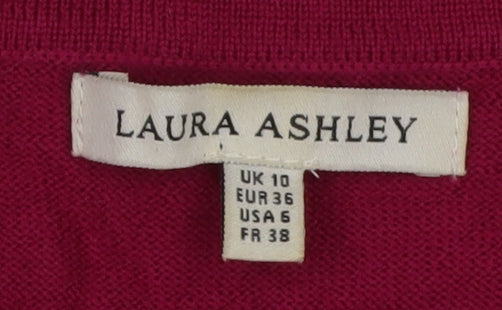 LAURA ASHLEY
UK 10
EUR 36
USA 6
FR 38